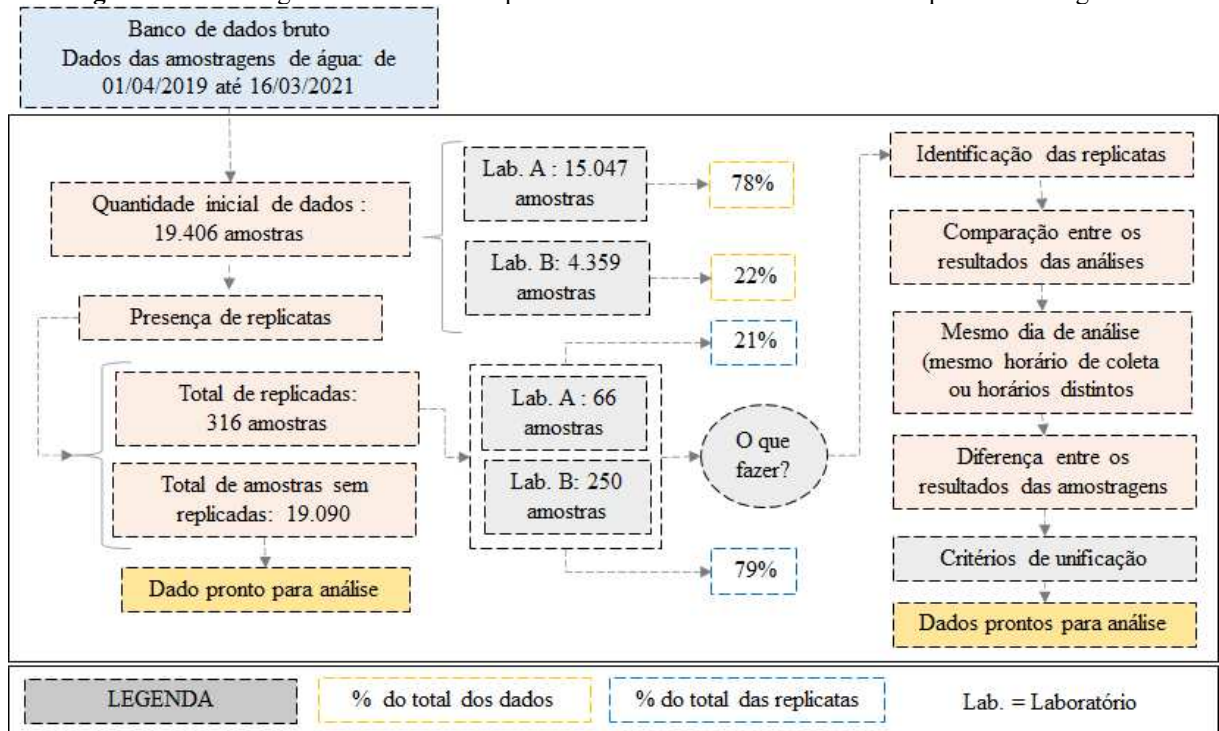 Banco de dados bruto
Dados das amostragens de água: de
01/04/2019 até 16/03/2021
Quantidade inicial de dados :
19.406 amostras
Lab. A : 15.047
amostras
78%
Lab. B: 4.359
amostras
22%
Presença de replicatas
Total de replicadas:
316 amostras
Total de amostras sem
replicadas: 19.090
Dado pronto para análise
21%
Lab. A : 66
amostras
Lab. B: 250
amostras
79%
O que
fazer?
Identificação das replicatas
Comparação entre os
resultados das análises
Mesmo dia de análise
(mesmo horário de coleta
ou horários distintos
Diferença entre os
resultados das amostragens
Critérios de unificação
Dados prontos para análise
LEGENDA
% do total dos dados
% do total das replicatas
Lab. = Laboratório